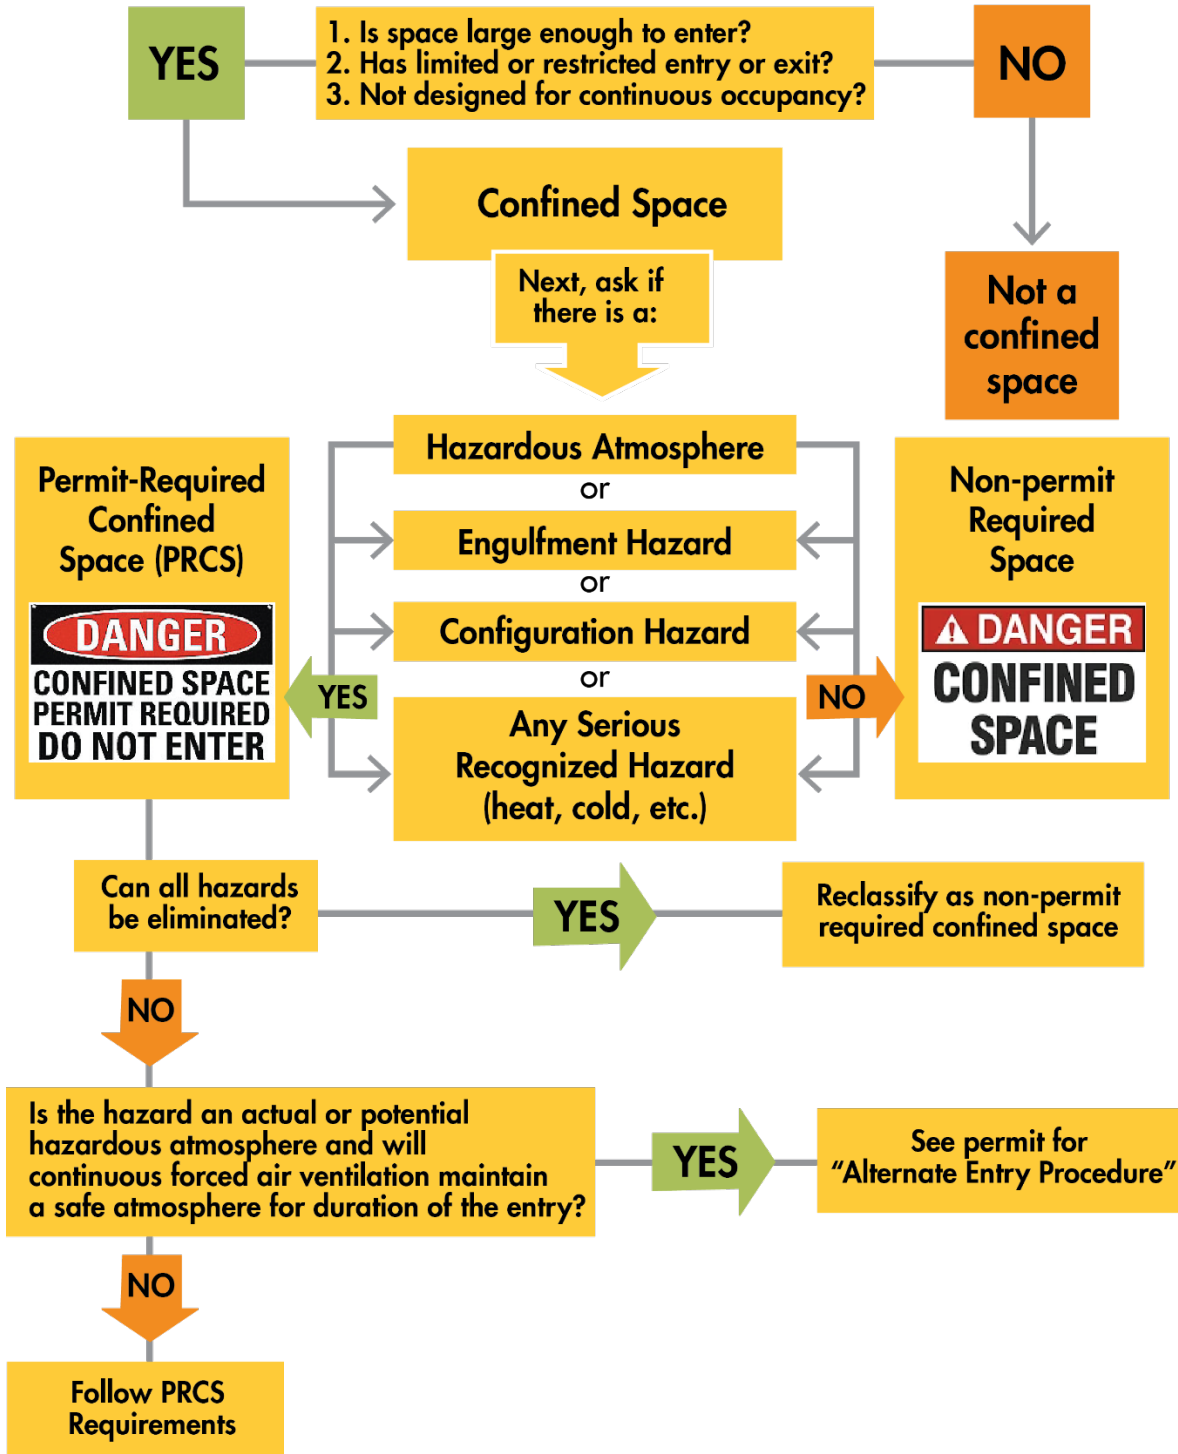 YES
1. Is space large enough to enter?
2. Has limited or restricted entry or exit?
3. Not designed for continuous occupancy?
NO
Confined Space
Next, ask if
there is a:
Not a
confined
space
Hazardous Atmosphere
or
Engulfment Hazard
or
Configuration Hazard
or
Any Serious
Recognized Hazard
(heat, cold, etc.)
Permit-Required
Confined
Space (PRCS)
DANGER
CONFINED SPACE
PERMIT REQUIRED
DO NOT ENTER
YES
NO
Non-permit
Required
Space
DANGER
CONFINED
SPACE
Can all hazards
be eliminated?
YES
Reclassify as non-permit
required confined space
NO
Is the hazard an actual or potential
hazardous atmosphere and will
continuous forced air ventilation maintain
a safe atmosphere for duration of the entry?
YES
See permit for
“Alternate Entry Procedure”
NO
Follow PRCS
Requirements